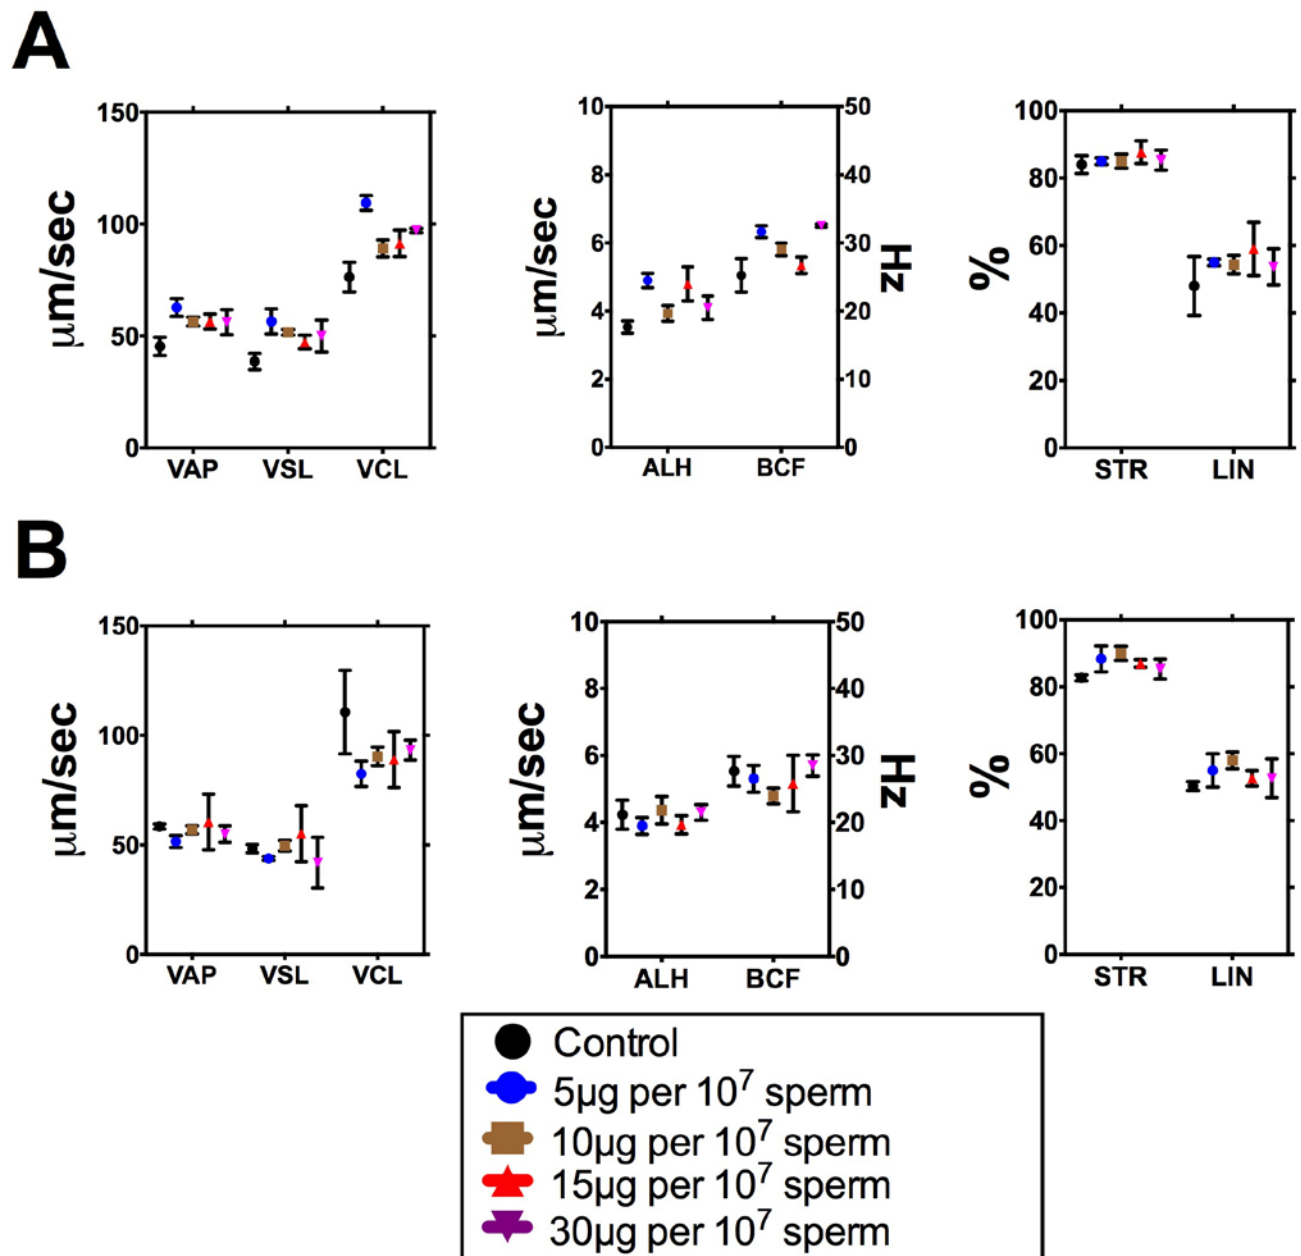 A
150
100
50
0
μm/sec
VAP VSL VCL
10
8
6
4
2
0
μm/sec
50
40
30
20
10
0
Hz
ALH BCF
100
80
60
40
20
0
%
STR LIN
B
150
100
50
0
μm/sec
VAP VSL VCL
10
8
6
4
2
0
μm/sec
50
40
30
20
10
0
Hz
ALH BCF
100
80
60
40
20
0
%
STR LIN
Control
5µg per 10⁷ sperm
10µg per 10⁷ sperm
15µg per 10⁷ sperm
30µg per 10⁷ sperm